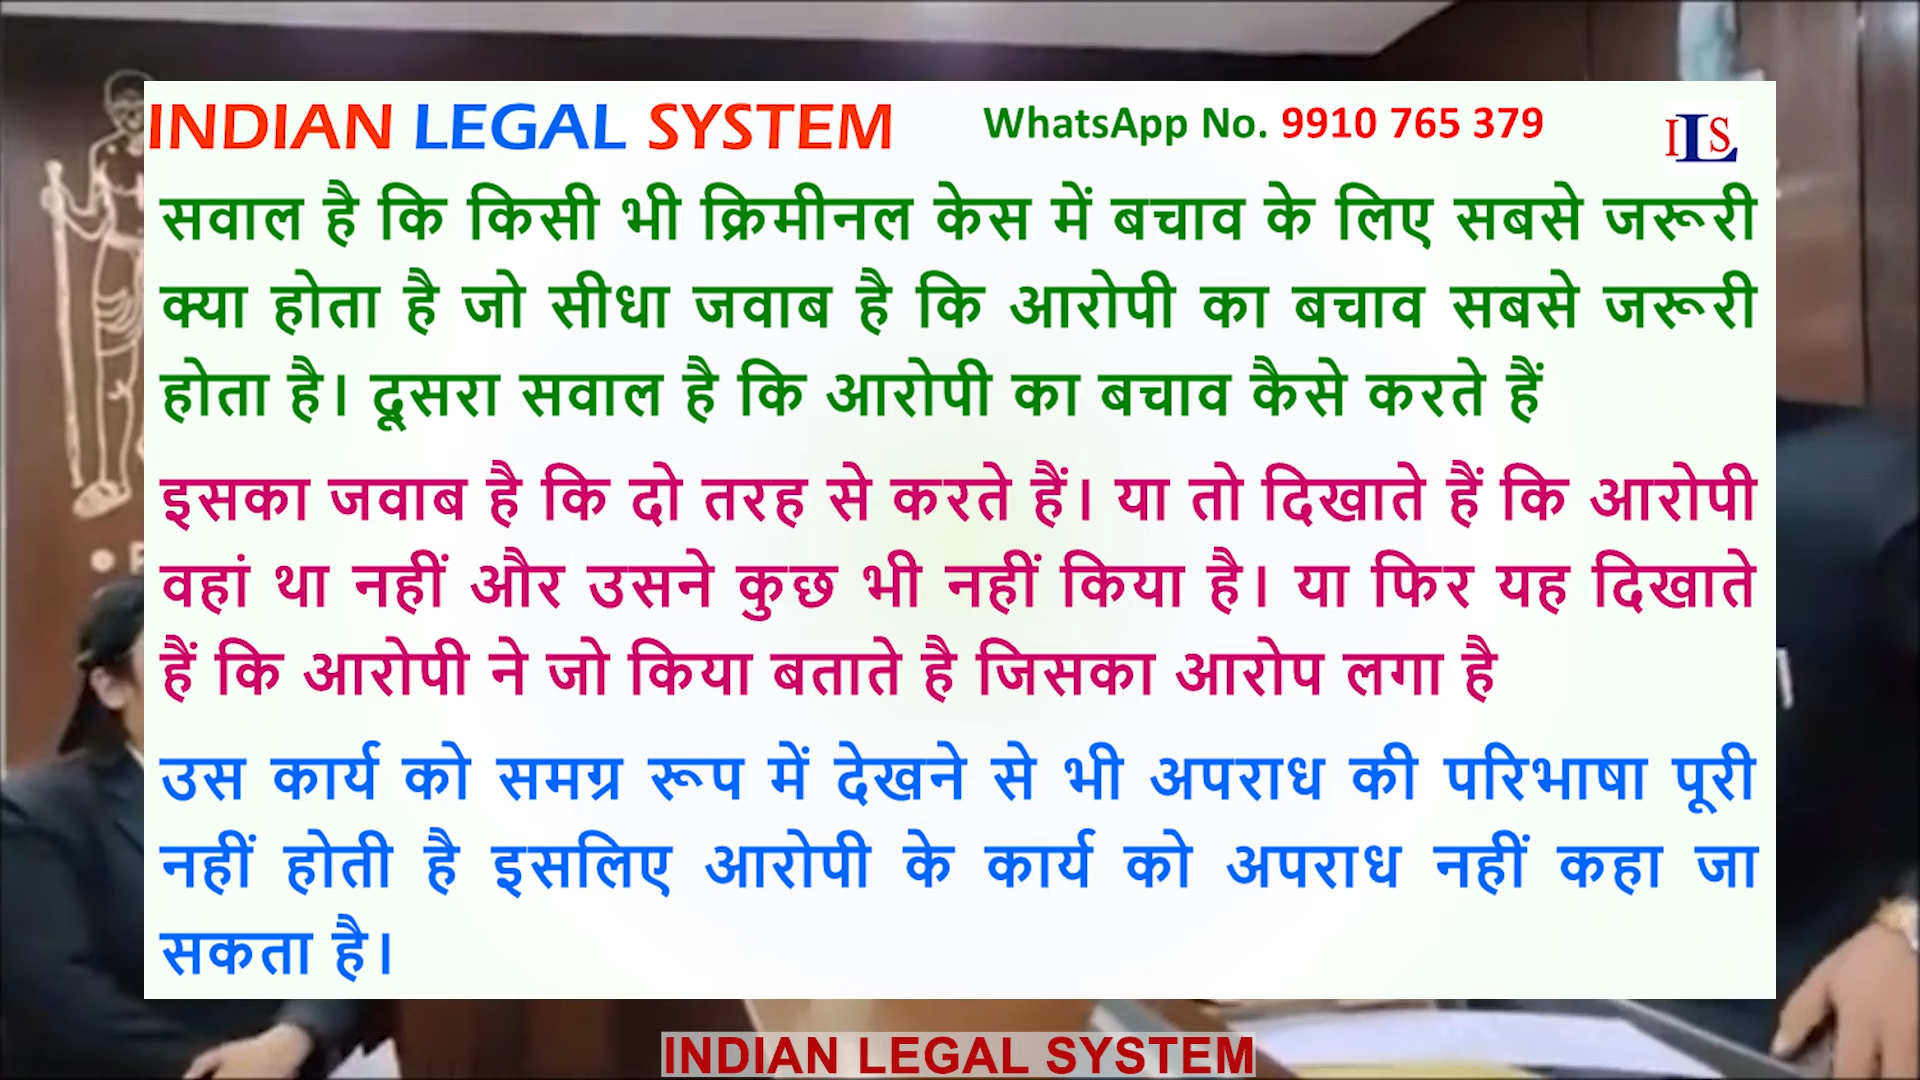 INDIAN LEGAL SYSTEM WhatsApp No. 9910 765 379 ILS
सवाल है कि किसी भी क्रिमीनल केस में बचाव के लिए सबसे जरूरी
क्या होता है जो सीधा जवाब है कि आरोपी का बचाव सबसे जरूरी
होता है। दूसरा सवाल है कि आरोपी का बचाव कैसे करते हैं
इसका जवाब है कि दो तरह से करते हैं। या तो दिखाते हैं कि आरोपी
वहां था नहीं और उसने कुछ भी नहीं किया है। या फिर यह दिखाते
हैं कि आरोपी ने जो किया बताते है जिसका आरोप लगा है
उस कार्य को समग्र रूप में देखने से भी अपराध की परिभाषा पूरी
नहीं होती है इसलिए आरोपी के कार्य को अपराध नहीं कहा जा
सकता है।
INDIAN LEGAL SYSTEM